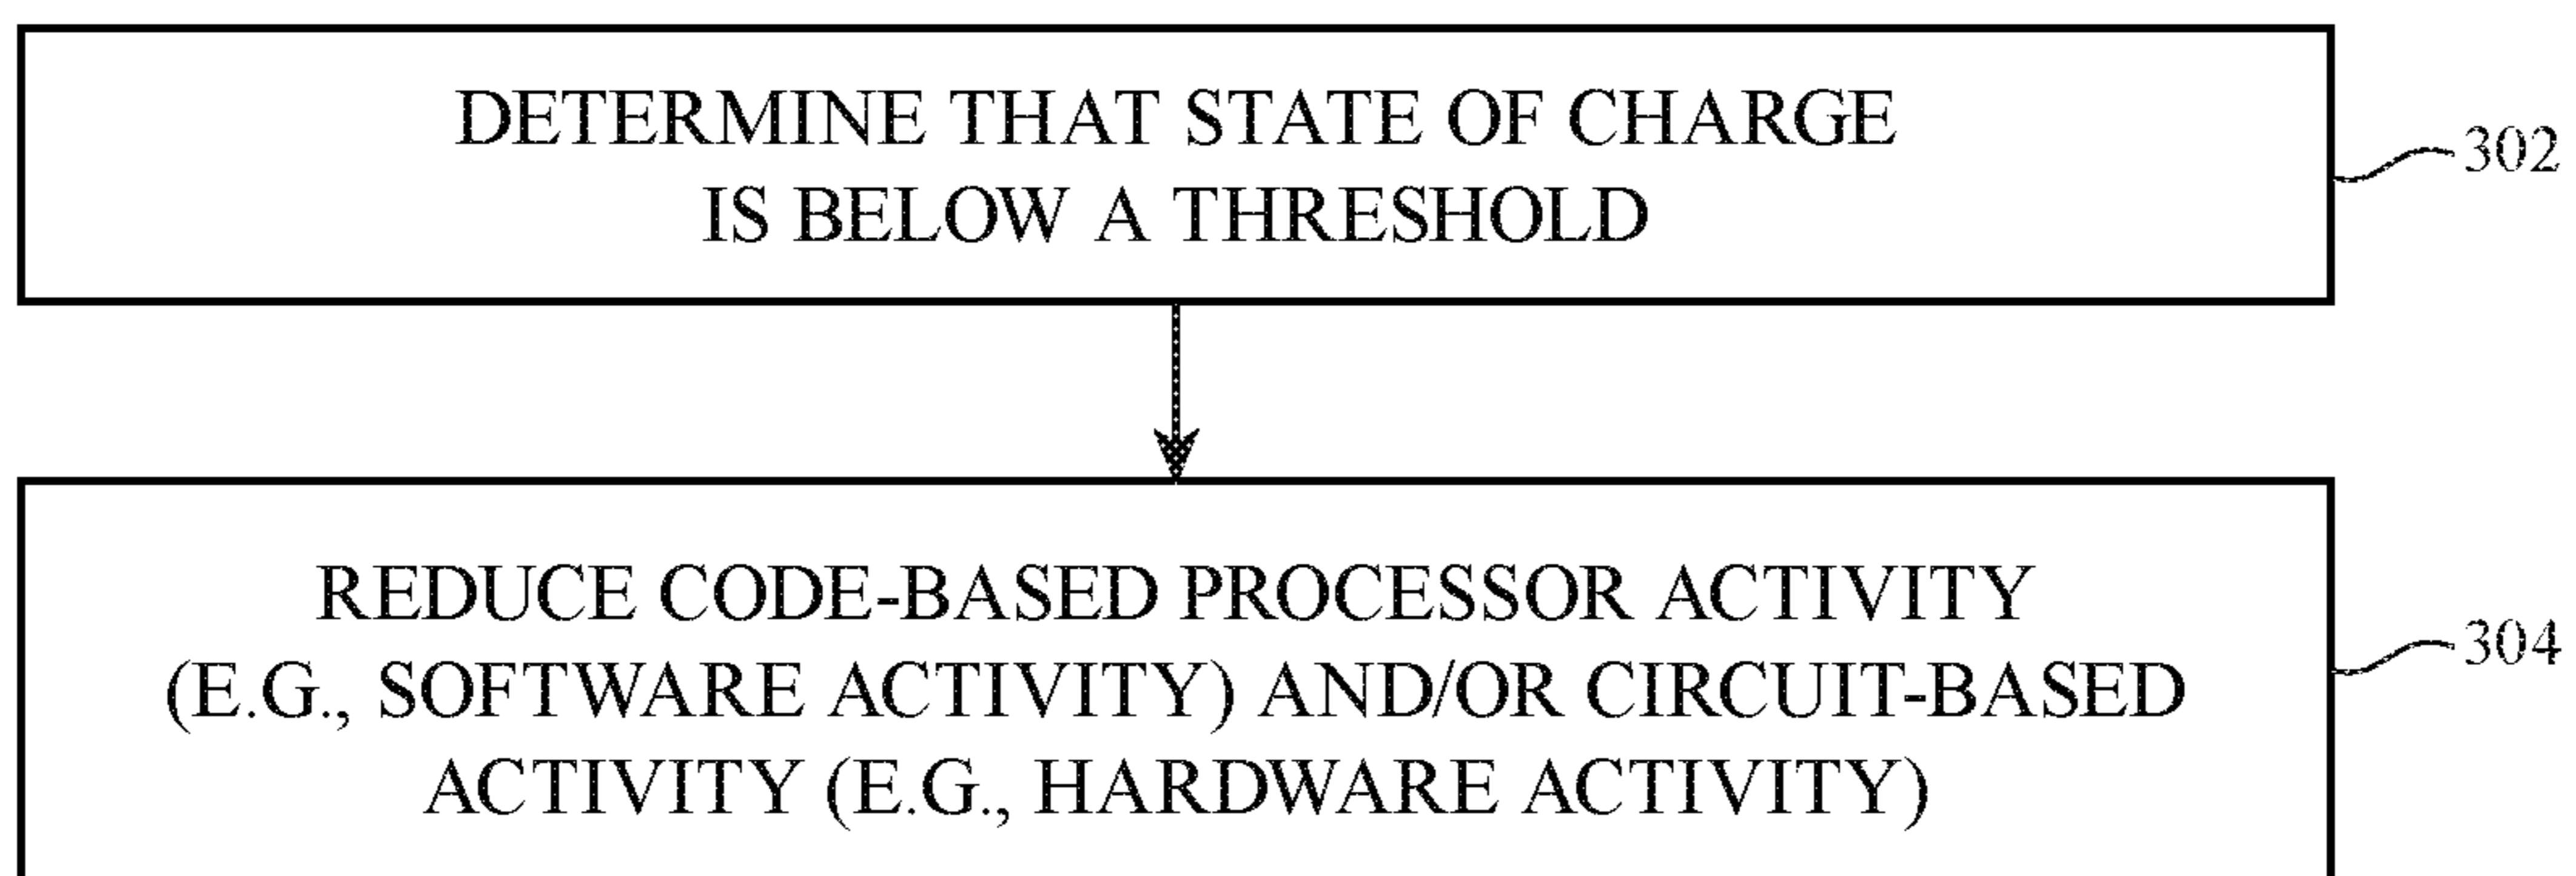 DETERMINE THAT STATE OF CHARGE
IS BELOW A THRESHOLD
302
REDUCE CODE-BASED PROCESSOR ACTIVITY
(E.G., SOFTWARE ACTIVITY) AND/OR CIRCUIT-BASED
ACTIVITY (E.G., HARDWARE ACTIVITY)
304